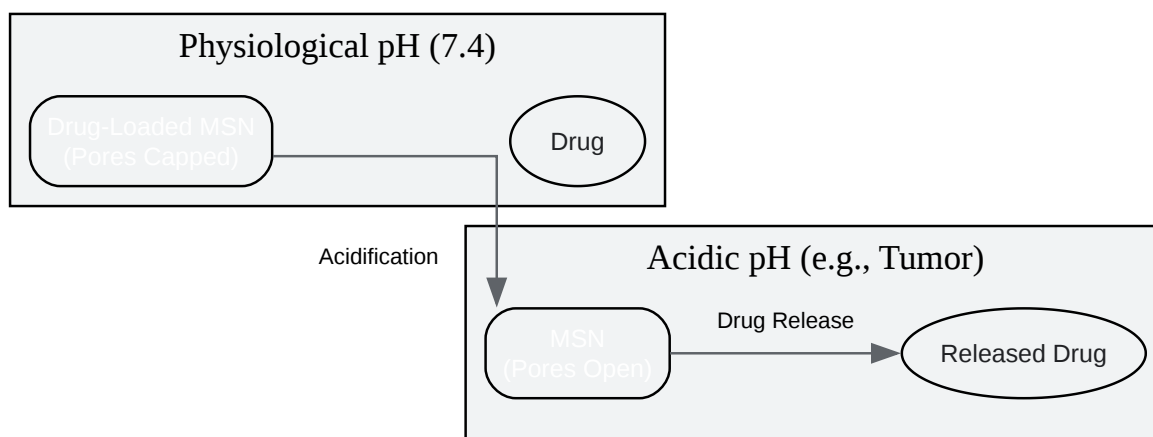 Physiological pH (7.4)
Drug-Loaded MSN
(Pores Capped)
Drug
Acidification
Acidic pH (e.g., Tumor)
MSN
(Pores Open)
Drug Release
Released Drug